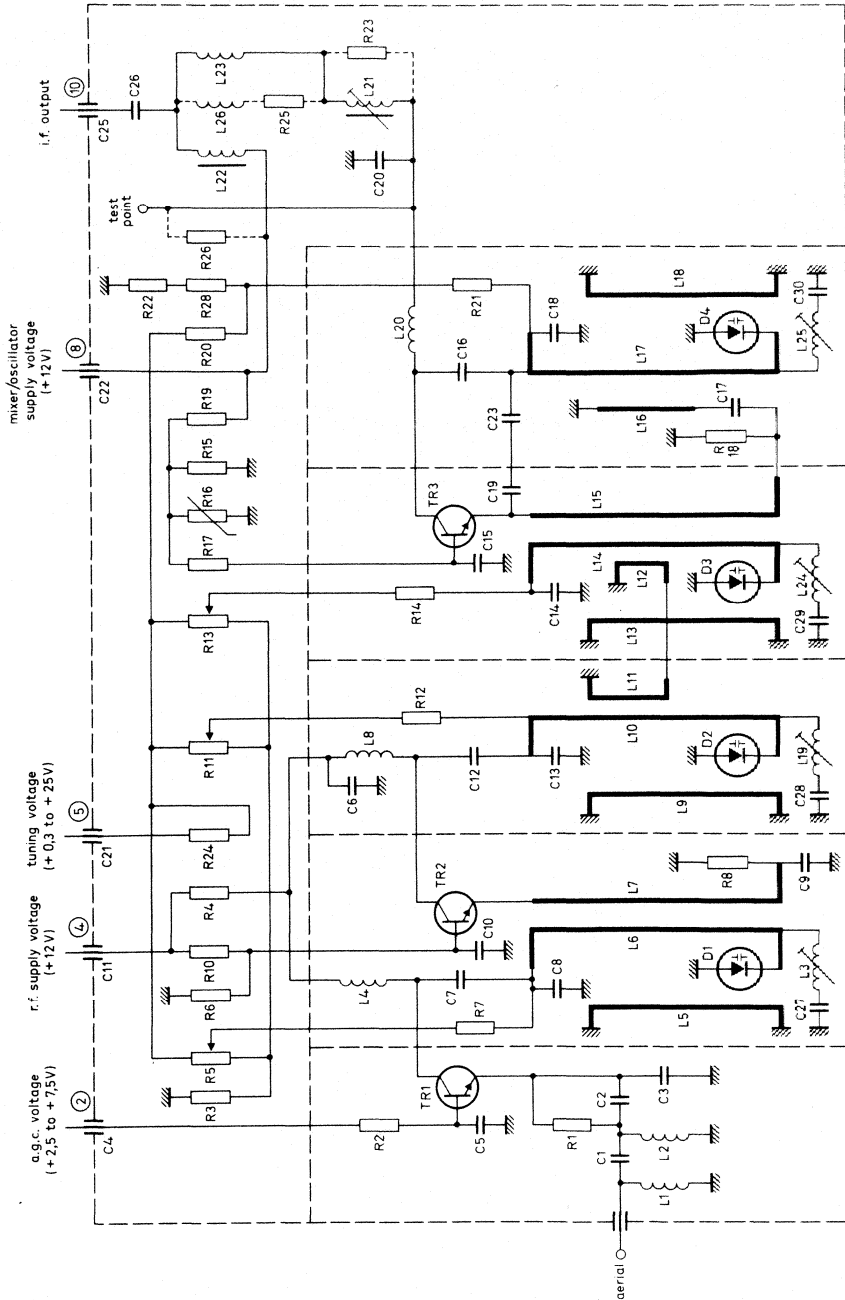 aerial
a.g.c. voltage
(+ 2,5 to + 7,5V)
2
C4
r.f. supply voltage
(+12V)
4
C11
tuning voltage
(+ 0,3 to + 25V)
5
C21
mixer/oscillator
supply voltage
(+ 12V)
8
C22
test
point
i.f. output
10
C25
C26
R3
R5
R6
R10
R4
R24
R11
R13
R17
R16
R15
R19
R20
R28
R22
R26
L22
L26
L23
R25
L21
R23
C20
R2
C5
TR1
R1
C1
C2
C3
L1
L2
L4
C7
R7
C8
TR2
C10
L5
L6
D1
L3
C27
L7
R8
C9
L8
C6
C12
C13
R12
L9
L10
D2
L19
C28
L11
L12
L13
L14
D3
L24
C29
R14
C14
TR3
C15
C19
L15
C23
C16
L20
R21
C18
L16
C17
R
18
L17
L18
D4
L25
C30